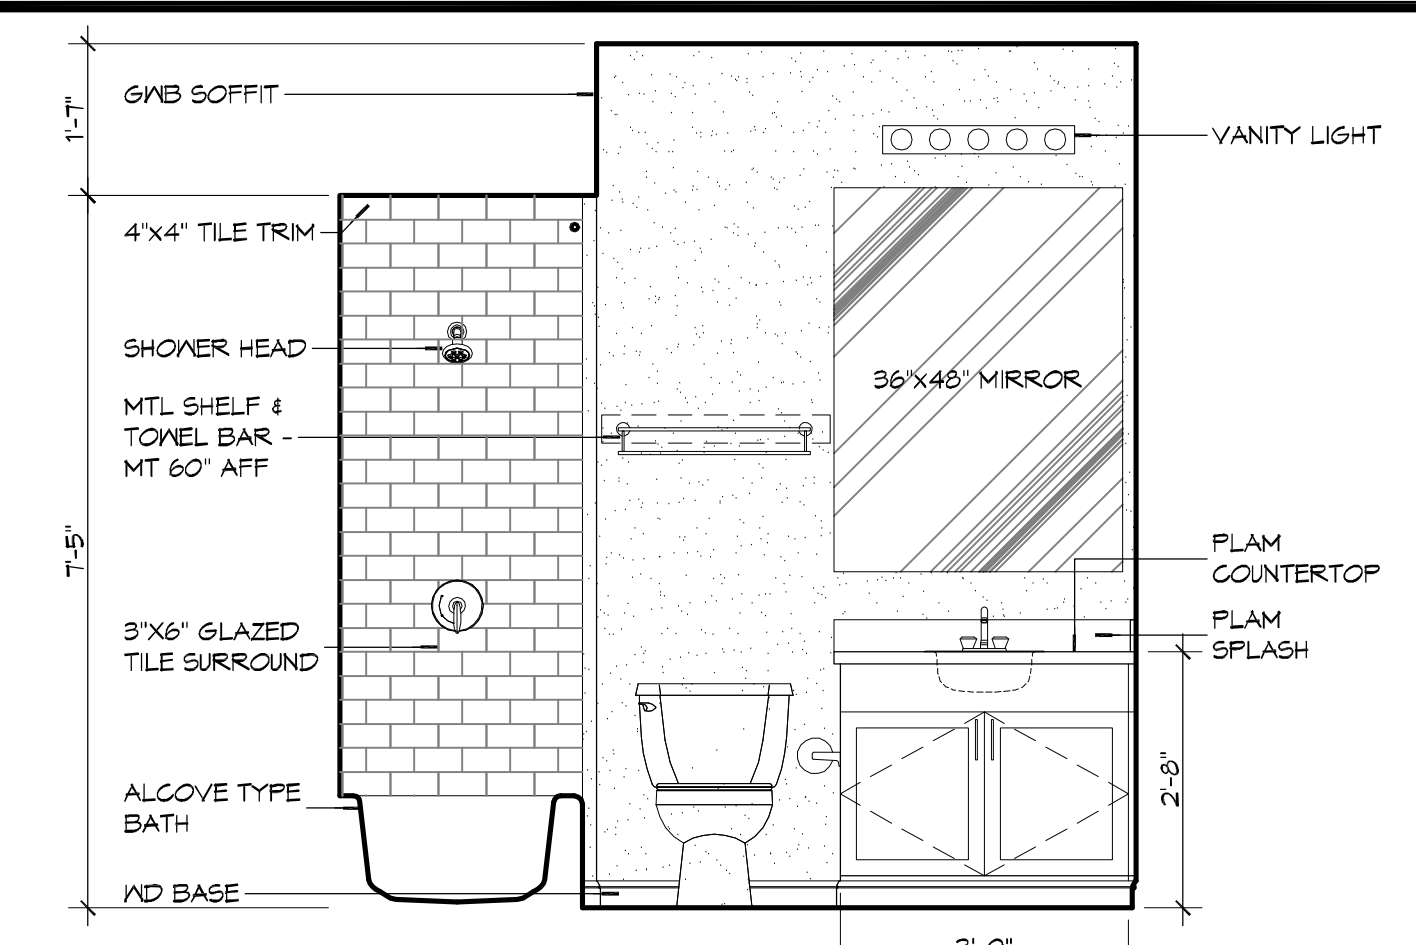 GWB SOFFIT
1'-7"
VANITY LIGHT
4"x4" TILE TRIM
SHOWER HEAD
36"x48" MIRROR
MTL SHELF &
TOWEL BAR -
MT 60" AFF
7'-5"
PLAM
COUNTERTOP
PLAM
SPLASH
3"X6" GLAZED
TILE SURROUND
2'-8"
ALCOVE TYPE
BATH
WD BASE